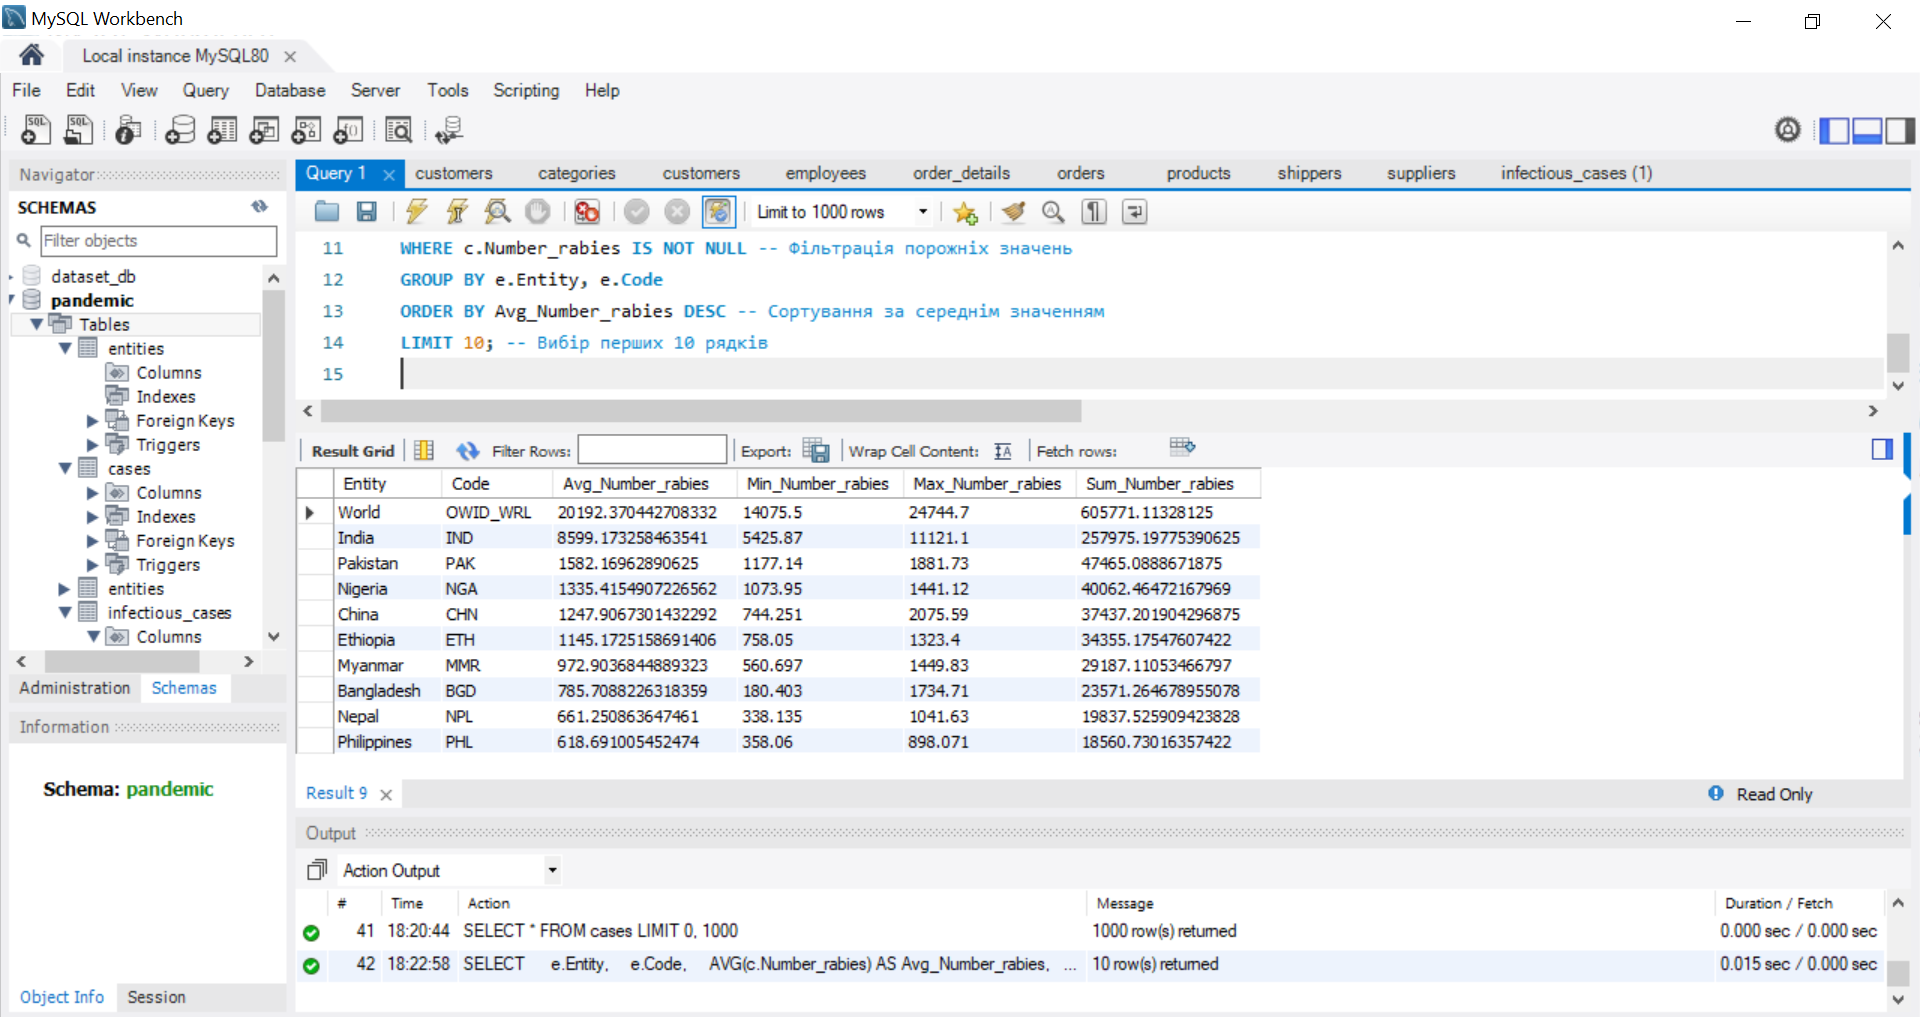 MySQL Workbench
Local instance MySQL80
File Edit View Query Database Server Tools Scripting Help
Navigator
SCHEMAS
Filter objects
dataset_db
pandemic
Tables
entities
Columns
Indexes
Foreign Keys
Triggers
cases
Columns
Indexes
Foreign Keys
Triggers
entities
infectious_cases
Columns
Administration Schemas
Information
Schema: pandemic
Object Info Session
Query 1 customers categories customers employees order_details orders products shippers suppliers infectious_cases (1)
Limit to 1000 rows
11 WHERE c.Number_rabies IS NOT NULL -- Фільтрація порожніх значень
12 GROUP BY e.Entity, e.Code
13 ORDER BY Avg_Number_rabies DESC -- Сортування за середнім значенням
14 LIMIT 10; -- Вибір перших 10 рядків
15
Result Grid Filter Rows: Export: Wrap Cell Content: Fetch rows:
Entity Code Avg_Number_rabies Min_Number_rabies Max_Number_rabies Sum_Number_rabies
World OWID_WRL 20192.370442708332 14075.5 24744.7 605771.11328125
India IND 8599.173258463541 5425.87 11121.1 257975.19775390625
Pakistan PAK 1582.16962890625 1177.14 1881.73 47465.0888671875
Nigeria NGA 1335.4154907226562 1073.95 1441.12 40062.46472167969
China CHN 1247.9067301432292 744.251 2075.59 37437.201904296875
Ethiopia ETH 1145.1725158691406 758.05 1323.4 34355.17547607422
Myanmar MMR 972.9036844889323 560.697 1449.83 29187.11053466797
Bangladesh BGD 785.7088226318359 180.403 1734.71 23571.264678955078
Nepal NPL 661.250863647461 338.135 1041.63 19837.525909423828
Philippines PHL 618.691005452474 358.06 898.071 18560.73016357422
Result 9
Read Only
Output
Action Output
# Time Action Message Duration / Fetch
41 18:20:44 SELECT * FROM cases LIMIT 0, 1000 1000 row(s) returned 0.000 sec / 0.000 sec
42 18:22:58 SELECT e.Entity, e.Code, AVG(c.Number_rabies) AS Avg_Number_rabies, ... 10 row(s) returned 0.015 sec / 0.000 sec